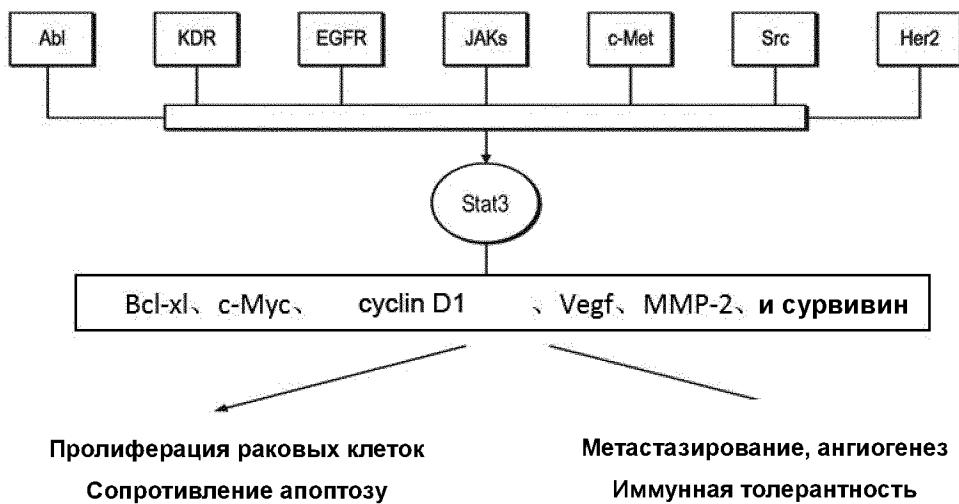 Abl KDR EGFR JAKs c-Met Src Her2
Stat3
Bcl-xl、c-Myc、 cyclin D1 、Vegf、MMP-2、и сурвивин
Пролиферация раковых клеток Метастазирование, ангиогенез
Сопротивление апоптозу Иммунная толерантность